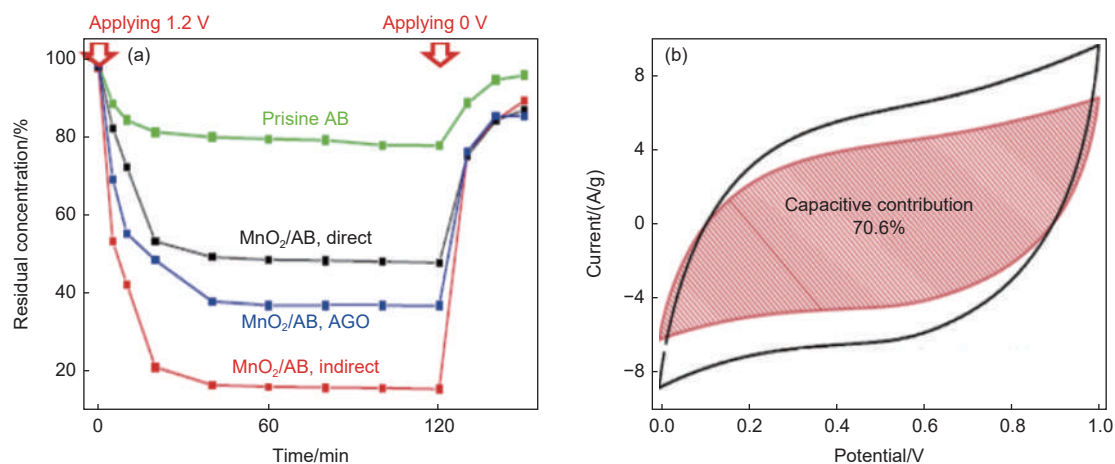 Applying 1.2 V
Applying 0 V
(a)
100
80
60
40
20
Residual concentration/%
Prisine AB
MnO₂/AB, direct
MnO₂/AB, AGO
MnO₂/AB, indirect
0
60
120
Time/min
(b)
8
4
0
−4
−8
Current/(A/g)
Capacitive contribution
70.6%
0.0
0.2
0.4
0.6
0.8
1.0
Potential/V